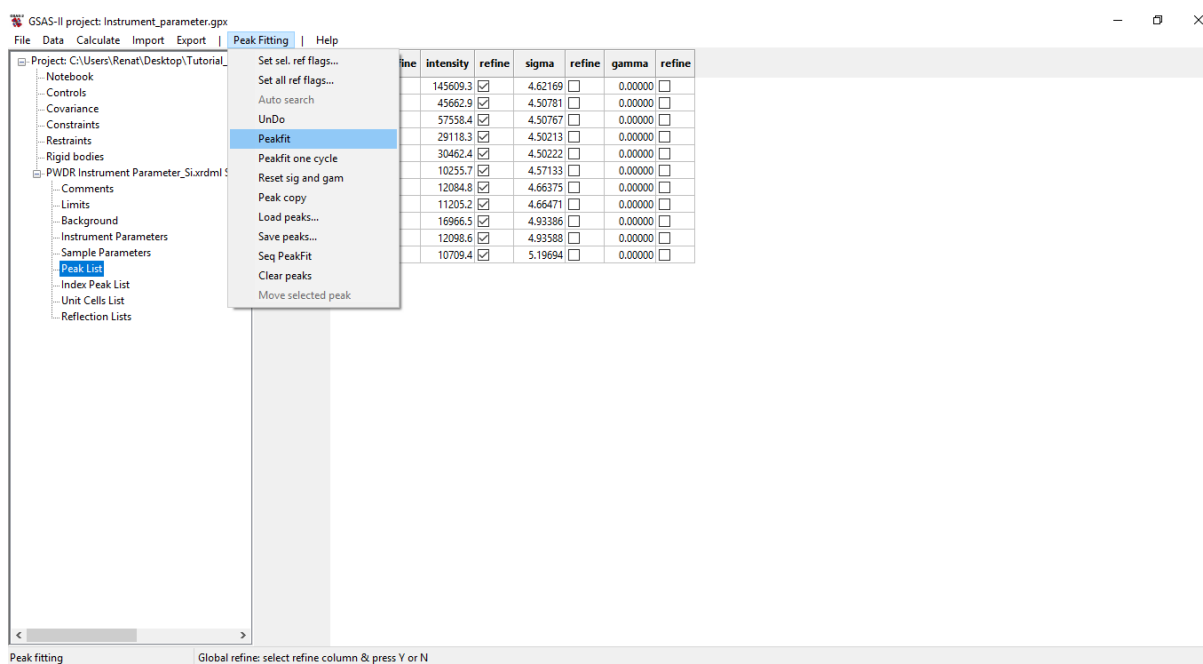 GSAS-II project: Instrument_parameter.gpx
File Data Calculate Import Export | Peak Fitting | Help
Project: C:\Users\Renat\Desktop\Tutorial_
Notebook
Controls
Covariance
Constraints
Restraints
Rigid bodies
PWDR Instrument Parameter_Si.xrdml S
Comments
Limits
Background
Instrument Parameters
Sample Parameters
Peak List
Index Peak List
Unit Cells List
Reflection Lists
Set sel. ref flags...
Set all ref flags...
Auto search
UnDo
Peakfit
Peakfit one cycle
Reset sig and gam
Peak copy
Load peaks...
Save peaks...
Seq PeakFit
Clear peaks
Move selected peak
fine intensity refine sigma refine gamma refine
145609.3 4.62169 0.00000
45662.9 4.50781 0.00000
57558.4 4.50767 0.00000
29118.3 4.50213 0.00000
30462.4 4.50222 0.00000
10255.7 4.57133 0.00000
12084.8 4.66375 0.00000
11205.2 4.66471 0.00000
16966.5 4.93386 0.00000
12098.6 4.93588 0.00000
10709.4 5.19694 0.00000
Peak fitting Global refine: select refine column & press Y or N